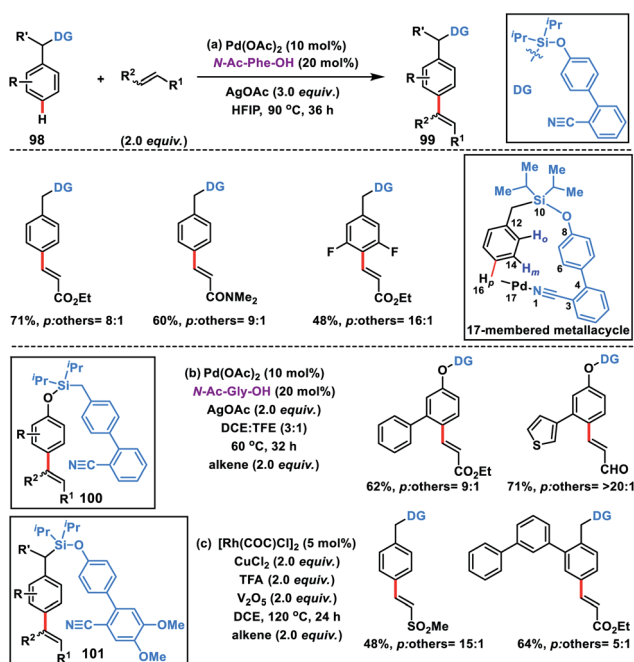 R' DG
R
H
98
+
R² R¹
(2.0 equiv.)
(a) Pd(OAc)₂ (10 mol%)
N-Ac-Phe-OH (20 mol%)
AgOAc (3.0 equiv.)
HFIP, 90 °C, 36 h
R' DG
R
R² R¹
99
ⁱPr ⁱPr
Si O
DG
N≡C
DG
CO₂Et
71%, p:others= 8:1
DG
CONMe₂
60%, p:others= 9:1
DG
F F
CO₂Et
48%, p:others= 16:1
Me Me
Me Me
Si
10 O
12 8
Hₒ
14 Hₘ 6
Hₚ 4
16 Pd N C
17 1 3
17-membered metallacycle
ⁱPr ⁱPr
Si
O
R
N≡C
R² R¹
100
(b) Pd(OAc)₂ (10 mol%)
N-Ac-Gly-OH (20 mol%)
AgOAc (2.0 equiv.)
DCE:TFE (3:1)
60 °C, 32 h
alkene (2.0 equiv.)
DG
O
CO₂Et
62%, p:others= 9:1
DG
O
S
CHO
71%, p:others= >20:1
ⁱPr ⁱPr
R' Si O
R
N≡C OMe
R² R¹ OMe
101
(c) [Rh(COC)Cl]₂ (5 mol%)
CuCl₂ (2.0 equiv.)
TFA (2.0 equiv.)
V₂O₅ (2.0 equiv.)
DCE, 120 °C, 24 h
alkene (2.0 equiv.)
DG
SO₂Me
48%, p:others= 15:1
DG
CO₂Et
64%, p:others= 5:1